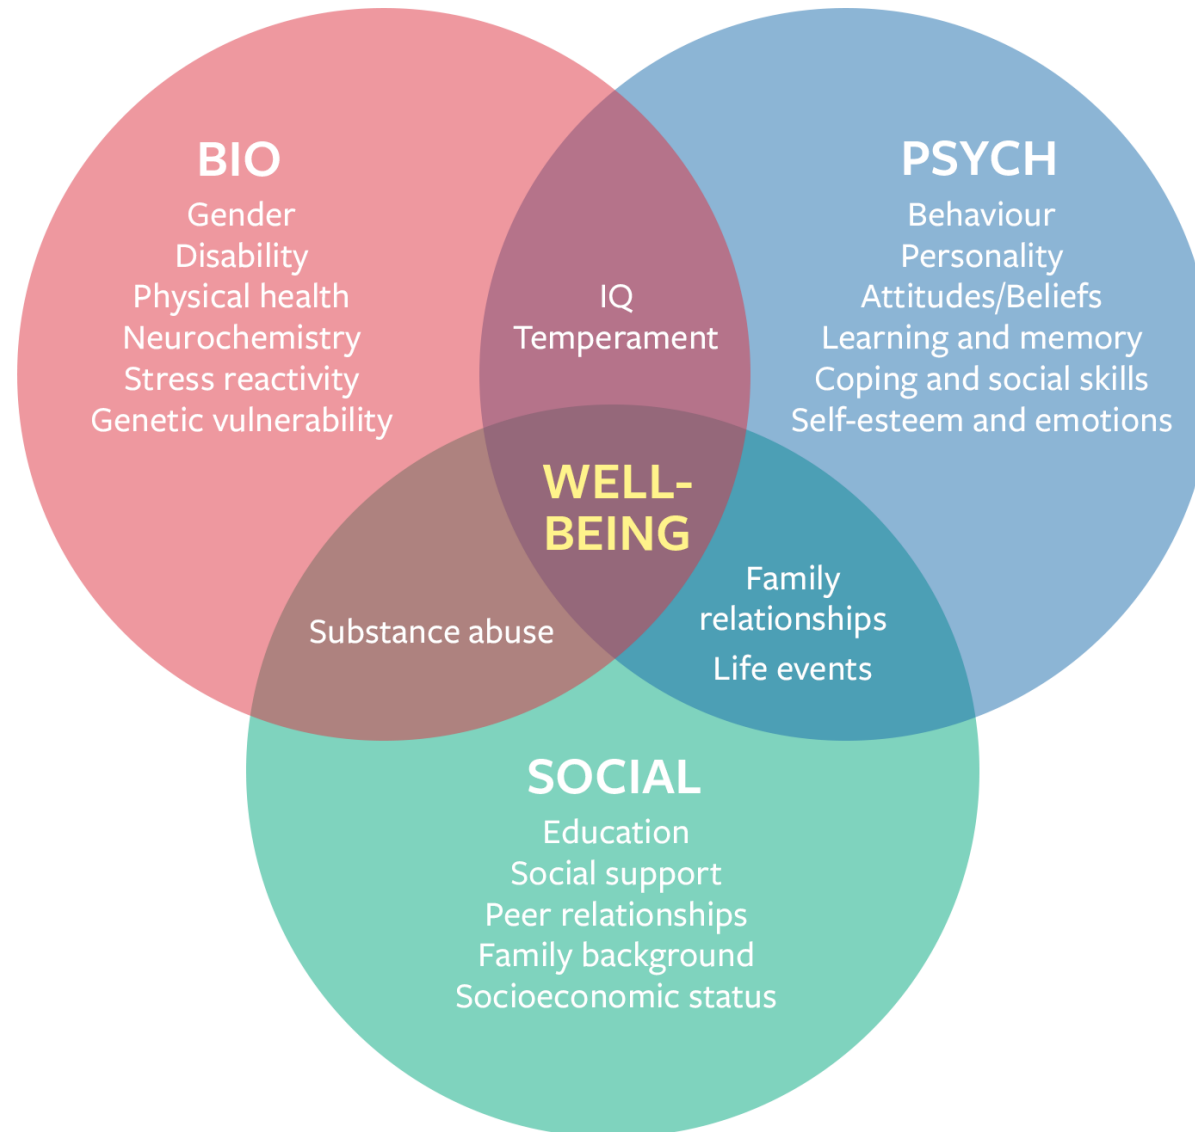 BIO
Gender
Disability
Physical health
Neurochemistry
Stress reactivity
Genetic vulnerability
PSYCH
Behaviour
Personality
Attitudes/Beliefs
Learning and memory
Coping and social skills
Self-esteem and emotions
IQ
Temperament
WELL-
BEING
Substance abuse
Family
relationships
Life events
SOCIAL
Education
Social support
Peer relationships
Family background
Socioeconomic status